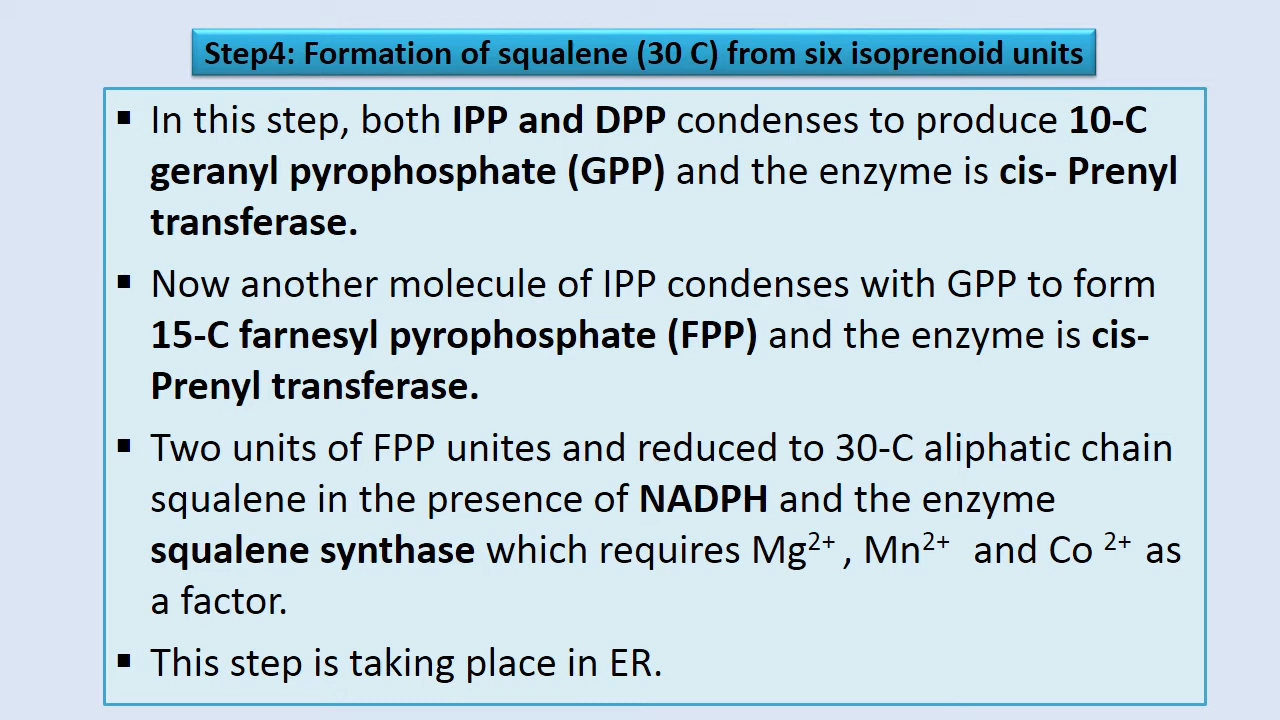 Step4: Formation of squalene (30 C) from six isoprenoid units
▪ In this step, both IPP and DPP condenses to produce 10-C
geranyl pyrophosphate (GPP) and the enzyme is cis- Prenyl
transferase.
▪ Now another molecule of IPP condenses with GPP to form
15-C farnesyl pyrophosphate (FPP) and the enzyme is cis-
Prenyl transferase.
▪ Two units of FPP unites and reduced to 30-C aliphatic chain
squalene in the presence of NADPH and the enzyme
squalene synthase which requires Mg²⁺ , Mn²⁺ and Co ²⁺ as
a factor.
▪ This step is taking place in ER.